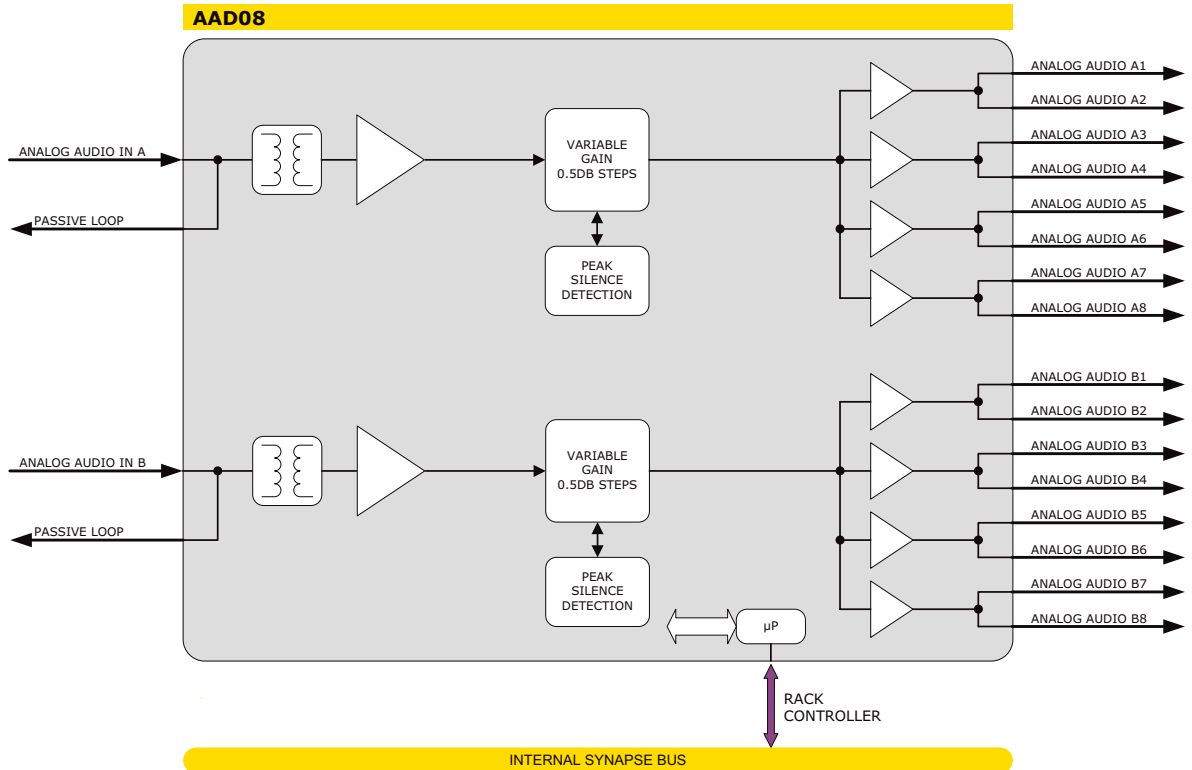 AAD08
ANALOG AUDIO IN A
PASSIVE LOOP
VARIABLE
GAIN
0.5DB STEPS
PEAK
SILENCE
DETECTION
ANALOG AUDIO A1
ANALOG AUDIO A2
ANALOG AUDIO A3
ANALOG AUDIO A4
ANALOG AUDIO A5
ANALOG AUDIO A6
ANALOG AUDIO A7
ANALOG AUDIO A8
ANALOG AUDIO IN B
PASSIVE LOOP
VARIABLE
GAIN
0.5DB STEPS
PEAK
SILENCE
DETECTION
ANALOG AUDIO B1
ANALOG AUDIO B2
ANALOG AUDIO B3
ANALOG AUDIO B4
ANALOG AUDIO B5
ANALOG AUDIO B6
ANALOG AUDIO B7
ANALOG AUDIO B8
µP
RACK
CONTROLLER
INTERNAL SYNAPSE BUS